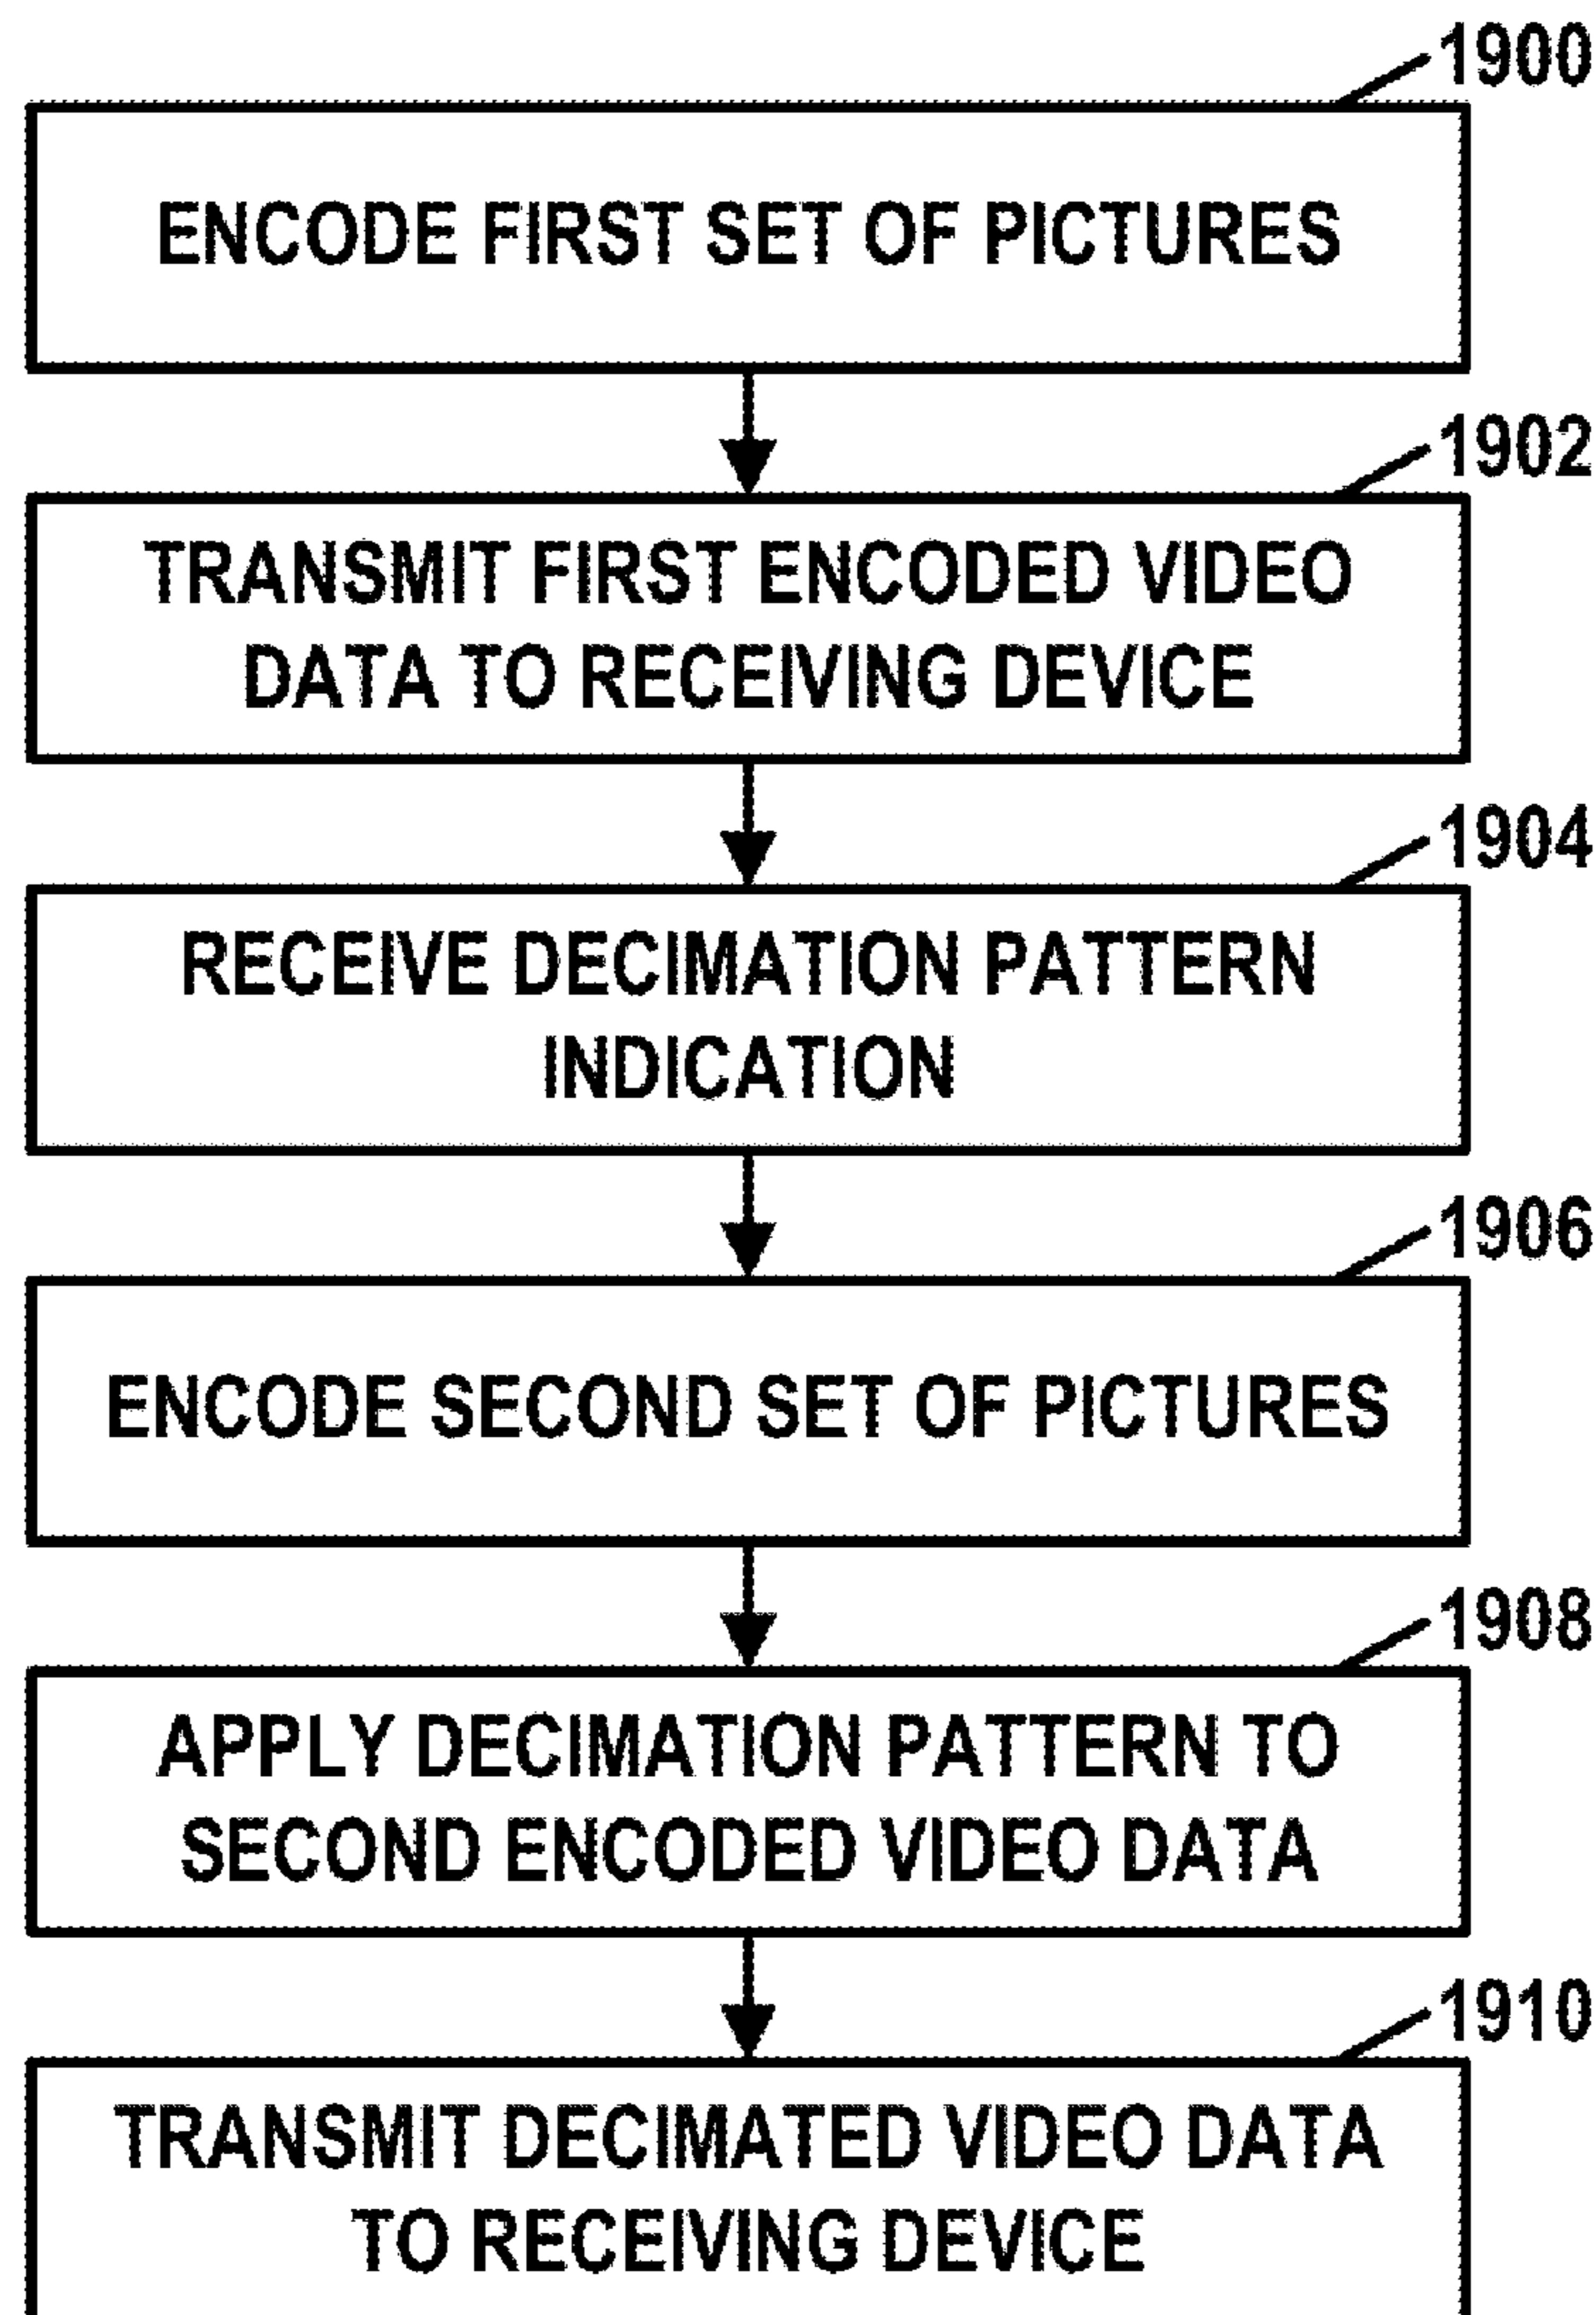 1900
ENCODE FIRST SET OF PICTURES
1902
TRANSMIT FIRST ENCODED VIDEO
DATA TO RECEIVING DEVICE
1904
RECEIVE DECIMATION PATTERN
INDICATION
1906
ENCODE SECOND SET OF PICTURES
1908
APPLY DECIMATION PATTERN TO
SECOND ENCODED VIDEO DATA
1910
TRANSMIT DECIMATED VIDEO DATA
TO RECEIVING DEVICE